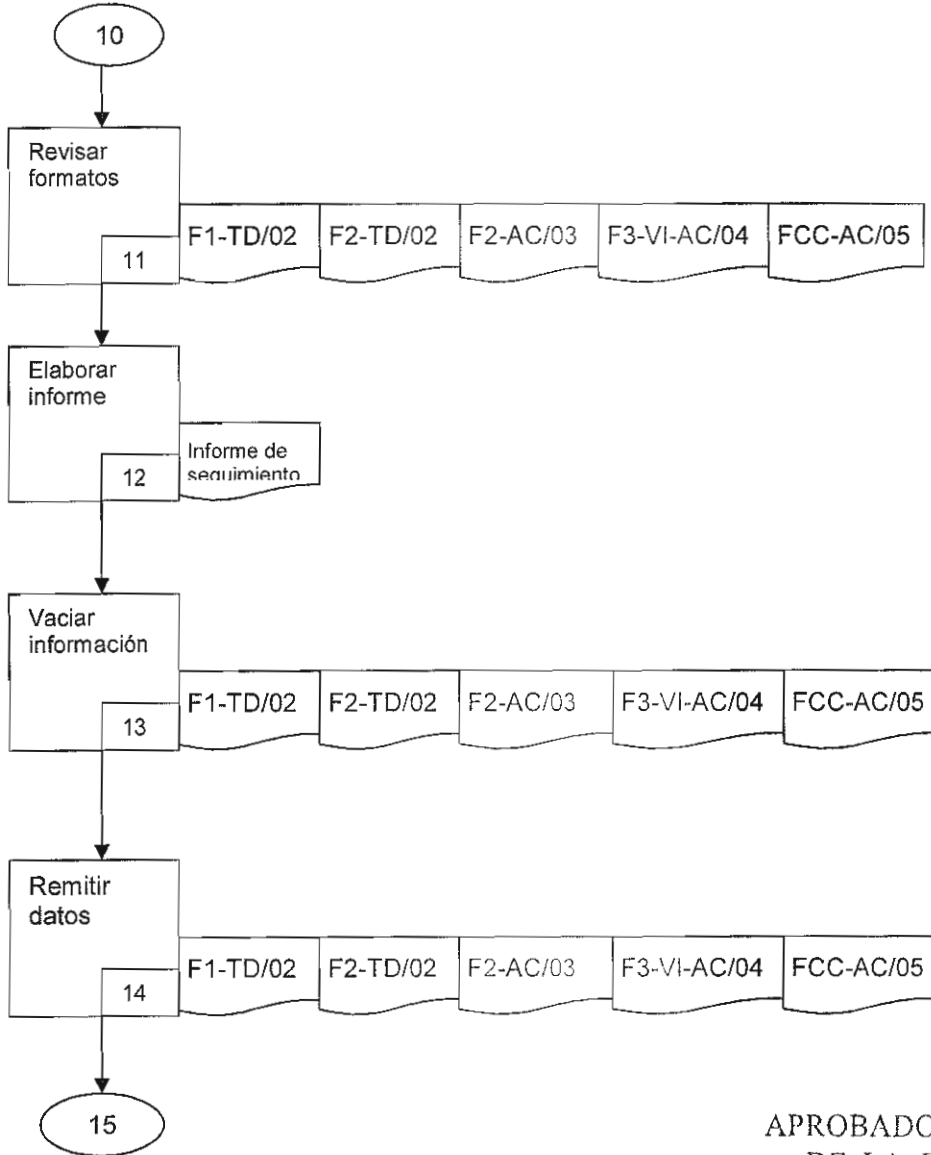 10
Revisar
formatos
11
F1-TD/02 F2-TD/02 F2-AC/03 F3-VI-AC/04 FCC-AC/05
Elaborar
informe
12
Informe de
seguimiento
Vaciar
información
13
F1-TD/02 F2-TD/02 F2-AC/03 F3-VI-AC/04 FCC-AC/05
Remitir
datos
14
F1-TD/02 F2-TD/02 F2-AC/03 F3-VI-AC/04 FCC-AC/05
15
APROBADO
DE LA